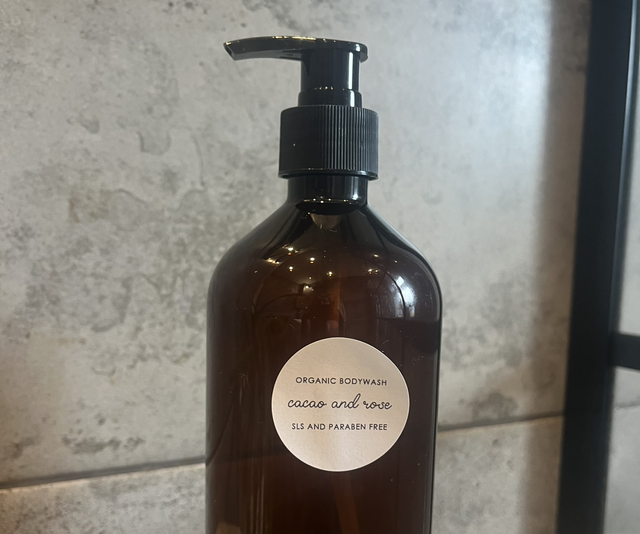 ORGANIC BODYWASH
cacao and rose
SLS AND PARABEN FREE